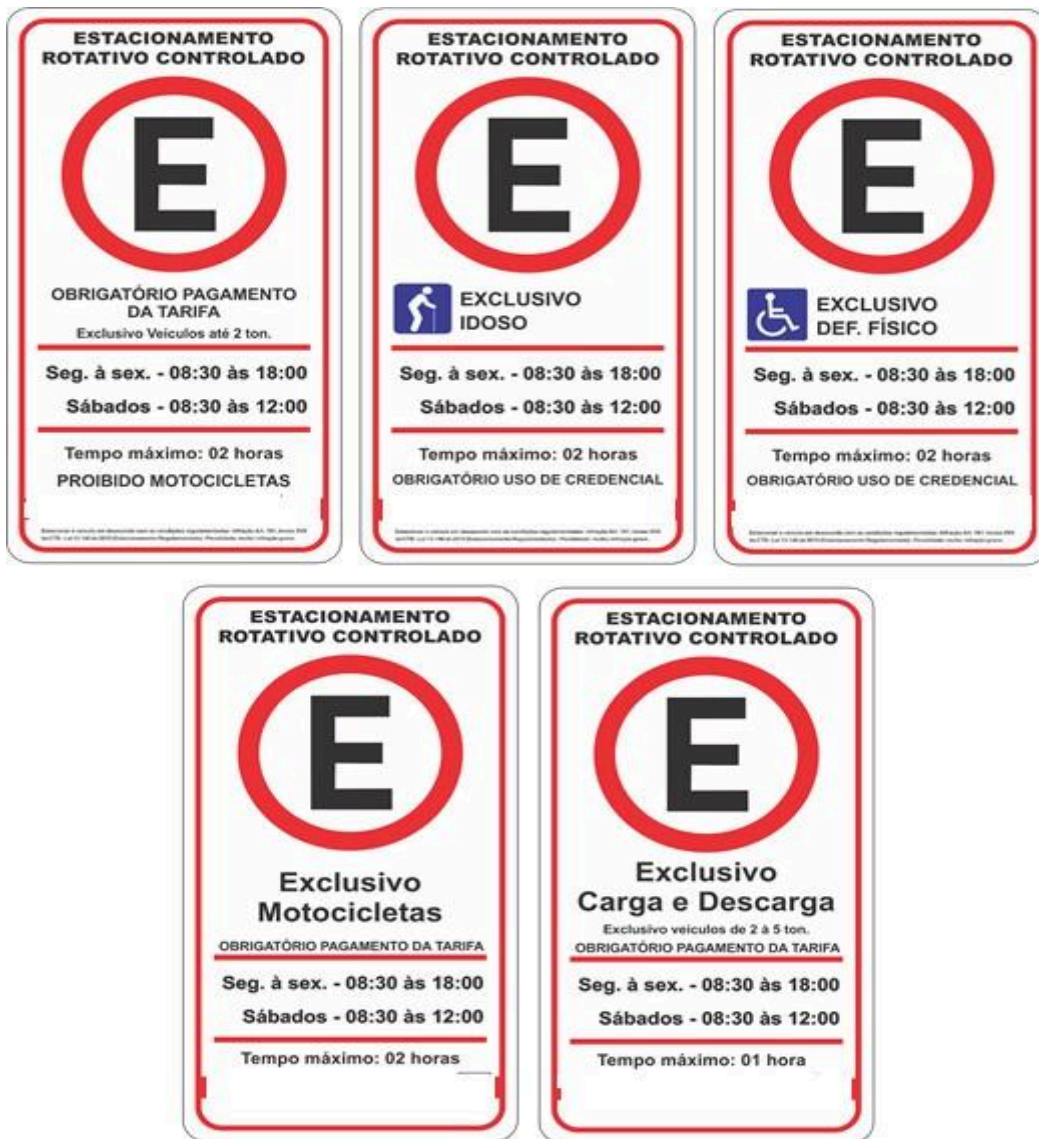 ESTACIONAMENTO
ROTATIVO CONTROLADO
E
OBRIGATÓRIO PAGAMENTO
DA TARIFA
Exclusivo Veículos até 2 ton.
Seg. à sex. - 08:30 às 18:00
Sábados - 08:30 às 12:00
Tempo máximo: 02 horas
PROIBIDO MOTOCICLETAS
ESTACIONAMENTO
ROTATIVO CONTROLADO
E
EXCLUSIVO
IDOSO
Seg. à sex. - 08:30 às 18:00
Sábados - 08:30 às 12:00
Tempo máximo: 02 horas
OBRIGATÓRIO USO DE CREDENCIAL
ESTACIONAMENTO
ROTATIVO CONTROLADO
E
EXCLUSIVO
DEF. FÍSICO
Seg. à sex. - 08:30 às 18:00
Sábados - 08:30 às 12:00
Tempo máximo: 02 horas
OBRIGATÓRIO USO DE CREDENCIAL
ESTACIONAMENTO
ROTATIVO CONTROLADO
E
Exclusivo
Motocicletas
OBRIGATÓRIO PAGAMENTO DA TARIFA
Seg. à sex. - 08:30 às 18:00
Sábados - 08:30 às 12:00
Tempo máximo: 02 horas
ESTACIONAMENTO
ROTATIVO CONTROLADO
E
Exclusivo
Carga e Descarga
Exclusivo veículos de 2 à 5 ton.
OBRIGATÓRIO PAGAMENTO DA TARIFA
Seg. à sex. - 08:30 às 18:00
Sábados - 08:30 às 12:00
Tempo máximo: 01 hora